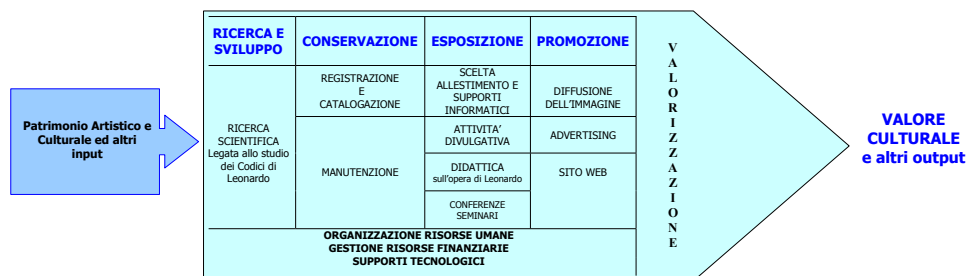 Patrimonio Artistico e
Culturale ed altri
input
RICERCA E
SVILUPPO
CONSERVAZIONE
ESPOSIZIONE
PROMOZIONE
RICERCA
SCIENTIFICA
Legata allo studio
dei Codici di
Leonardo
REGISTRAZIONE
E
CATALOGAZIONE
MANUTENZIONE
SCELTA
ALLESTIMENTO E
SUPPORTI
INFORMATICI
ATTIVITA'
DIVULGATIVA
DIDATTICA
sull'opera di Leonardo
CONFERENZE
SEMINARI
DIFFUSIONE
DELL'IMMAGINE
ADVERTISING
SITO WEB
ORGANIZZAZIONE RISORSE UMANE
GESTIONE RISORSE FINANZIARIE
SUPPORTI TECNOLOGICI
VALORIZZAZIONE
VALORE
CULTURALE
e altri output